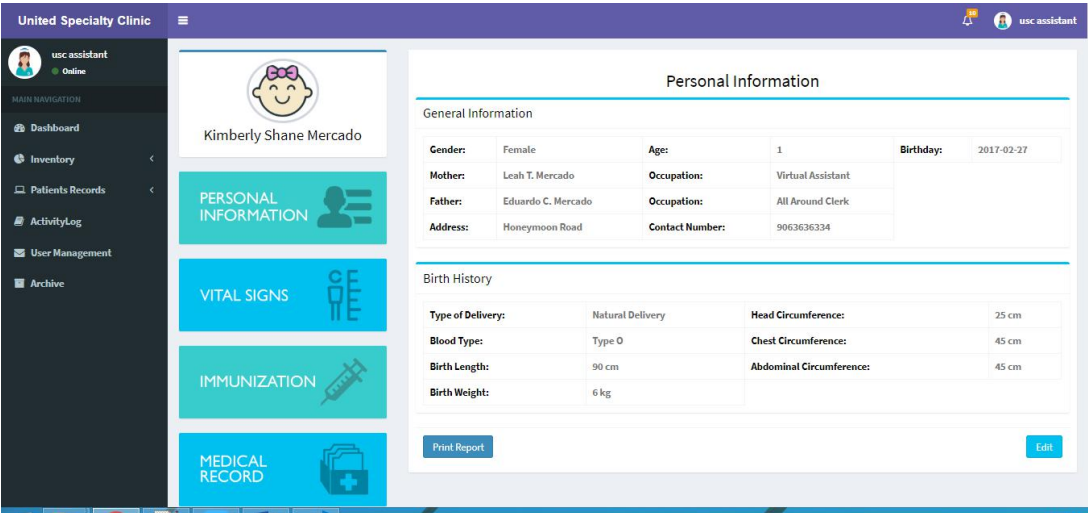 United Specialty Clinic
usc assistant
usc assistant
Online
MAIN NAVIGATION
Dashboard
Inventory
Patients Records
ActivityLog
User Management
Archive
Kimberly Shane Mercado
PERSONAL
INFORMATION
VITAL SIGNS
IMMUNIZATION
MEDICAL
RECORD
Personal Information
General Information
Gender: Female Age: 1 Birthday: 2017-02-27
Mother: Leah T. Mercado Occupation: Virtual Assistant
Father: Eduardo C. Mercado Occupation: All Around Clerk
Address: Honeymoon Road Contact Number: 9063636334
Birth History
Type of Delivery: Natural Delivery Head Circumference: 25 cm
Blood Type: Type O Chest Circumference: 45 cm
Birth Length: 90 cm Abdominal Circumference: 45 cm
Birth Weight: 6 kg
Print Report Edit